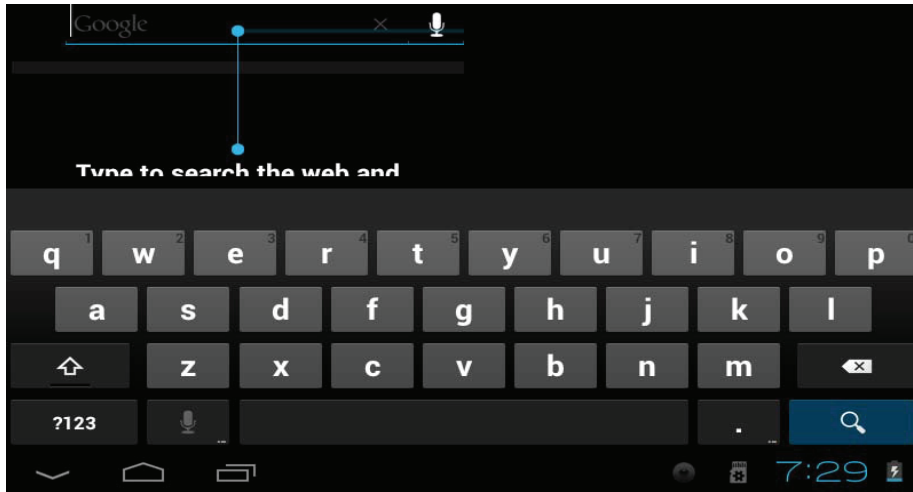 Google
Type to search the web and
1 2 3 4 5 6 7 8 9 0
q w e r t y u i o p
a s d f g h j k l
z x c v b n m
?123 .
7:29